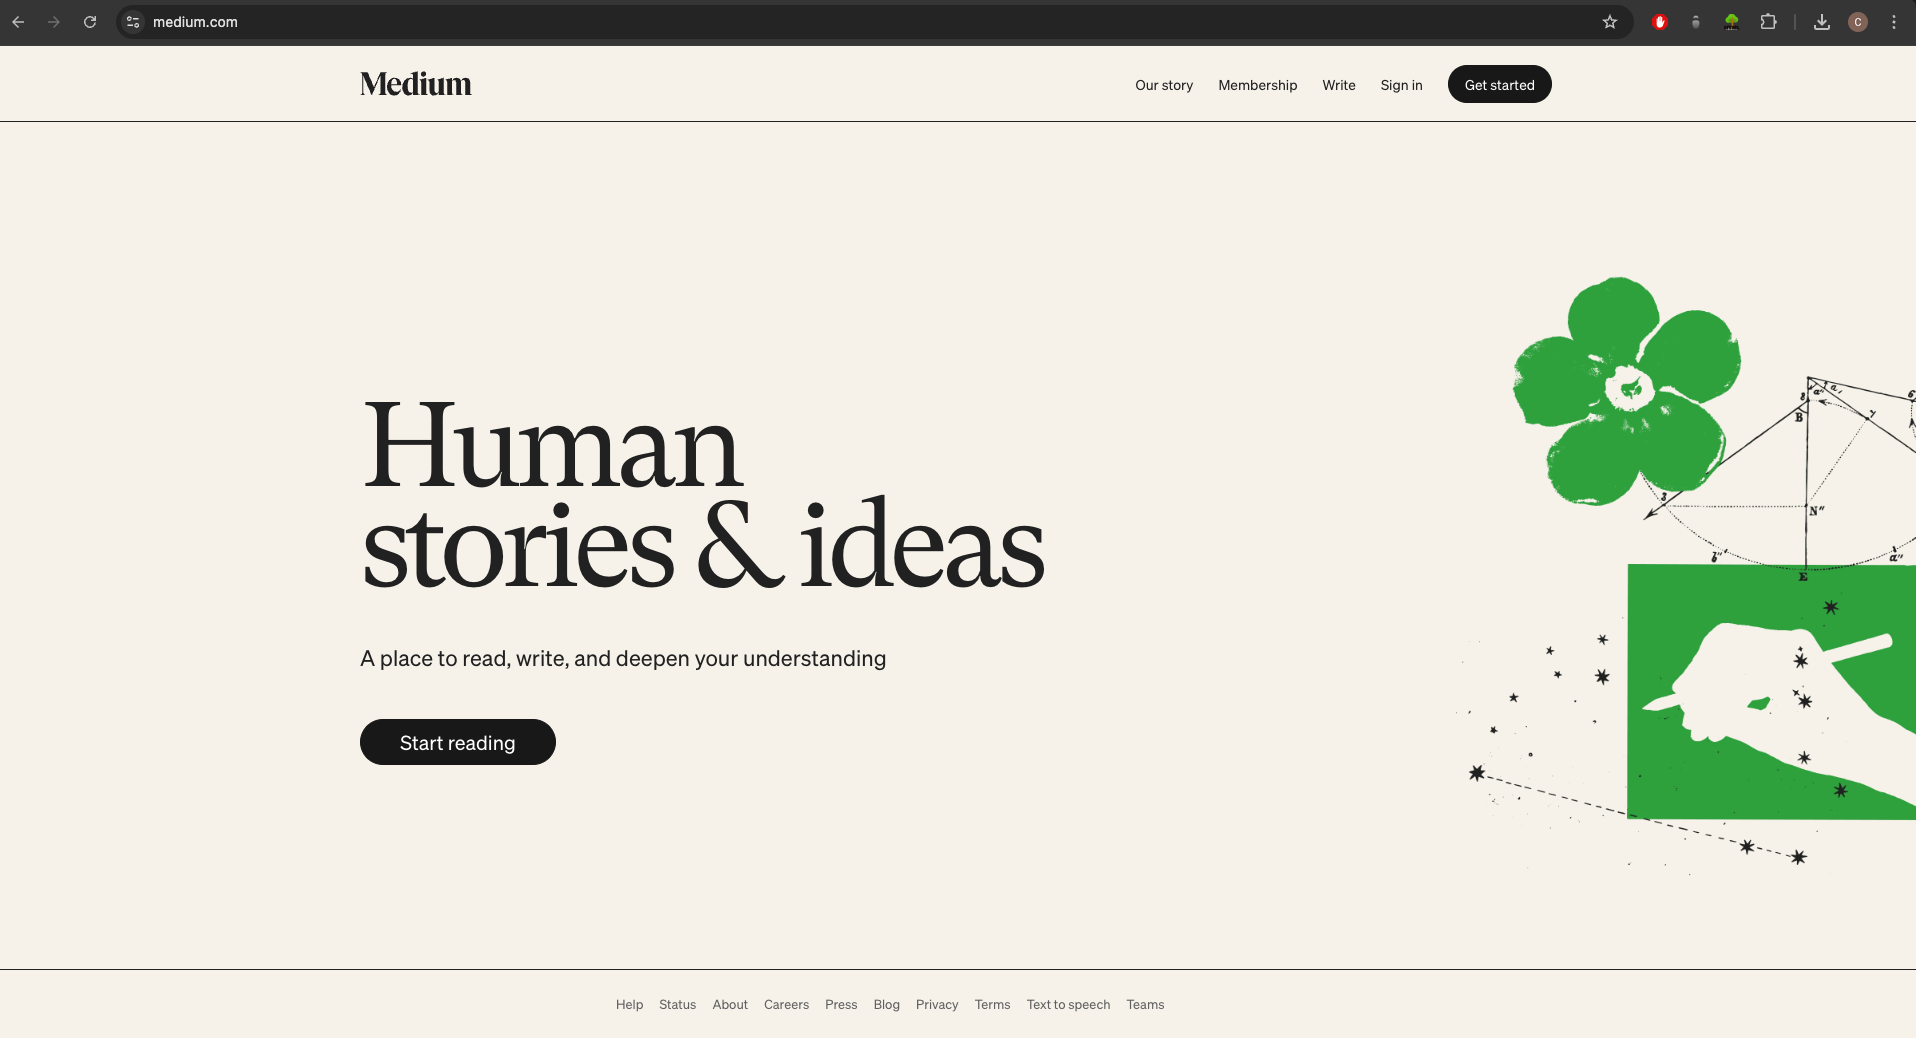 medium.com
C
Medium
Our story Membership Write Sign in Get started
Human
stories & ideas
A place to read, write, and deepen your understanding
Start reading
B
3
N″
b″
a″
E
Help Status About Careers Press Blog Privacy Terms Text to speech Teams